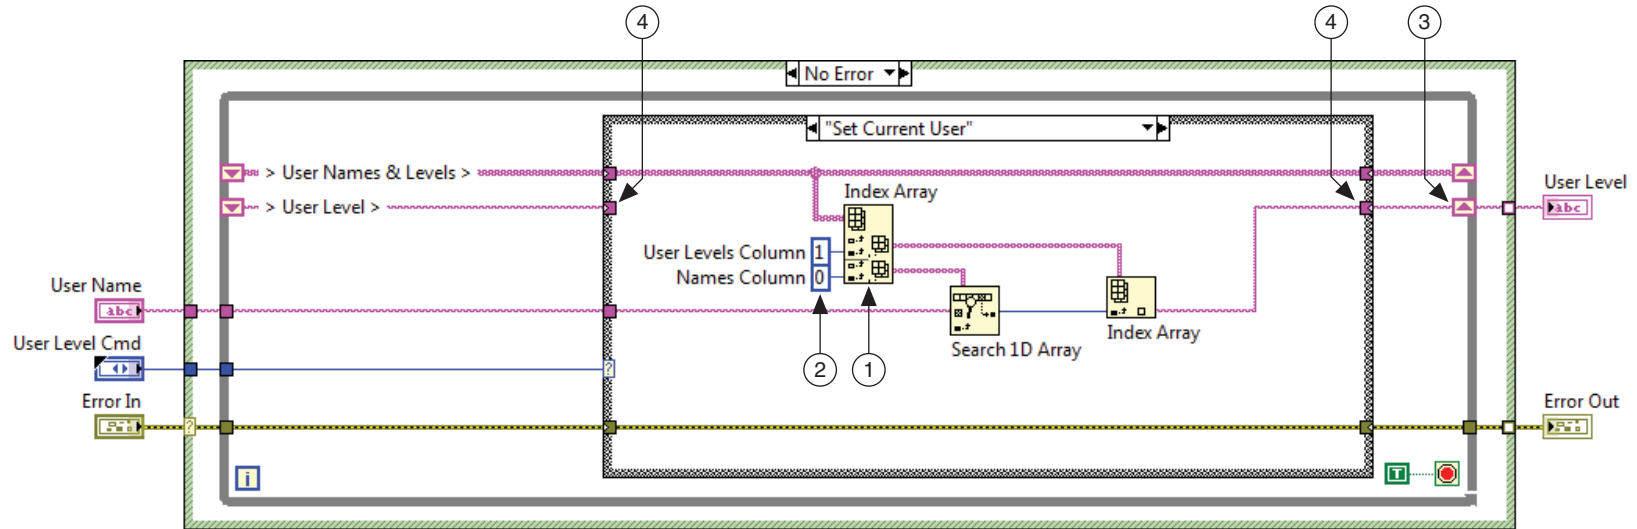 4
4
3
No Error
"Set Current User"
> User Names & Levels >
> User Level >
Index Array
User Level
abc
User Levels Column 1
Names Column 0
User Name
abc
Index Array
User Level Cmd
Search 1D Array
2
1
?
Error In
Error Out
?
i
T